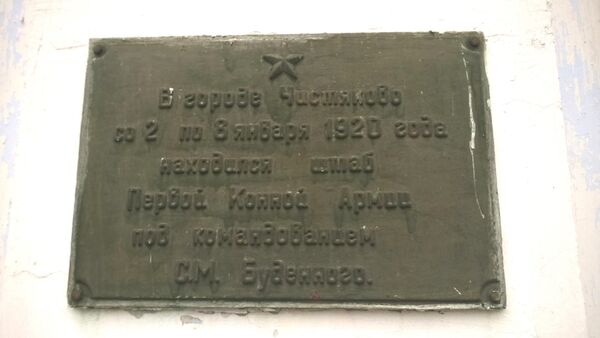 В городе Чистяково
со 2 по 8 января 1920 года
находился штаб
Первой Конной Армии
под командованием
С.М. Буденного.